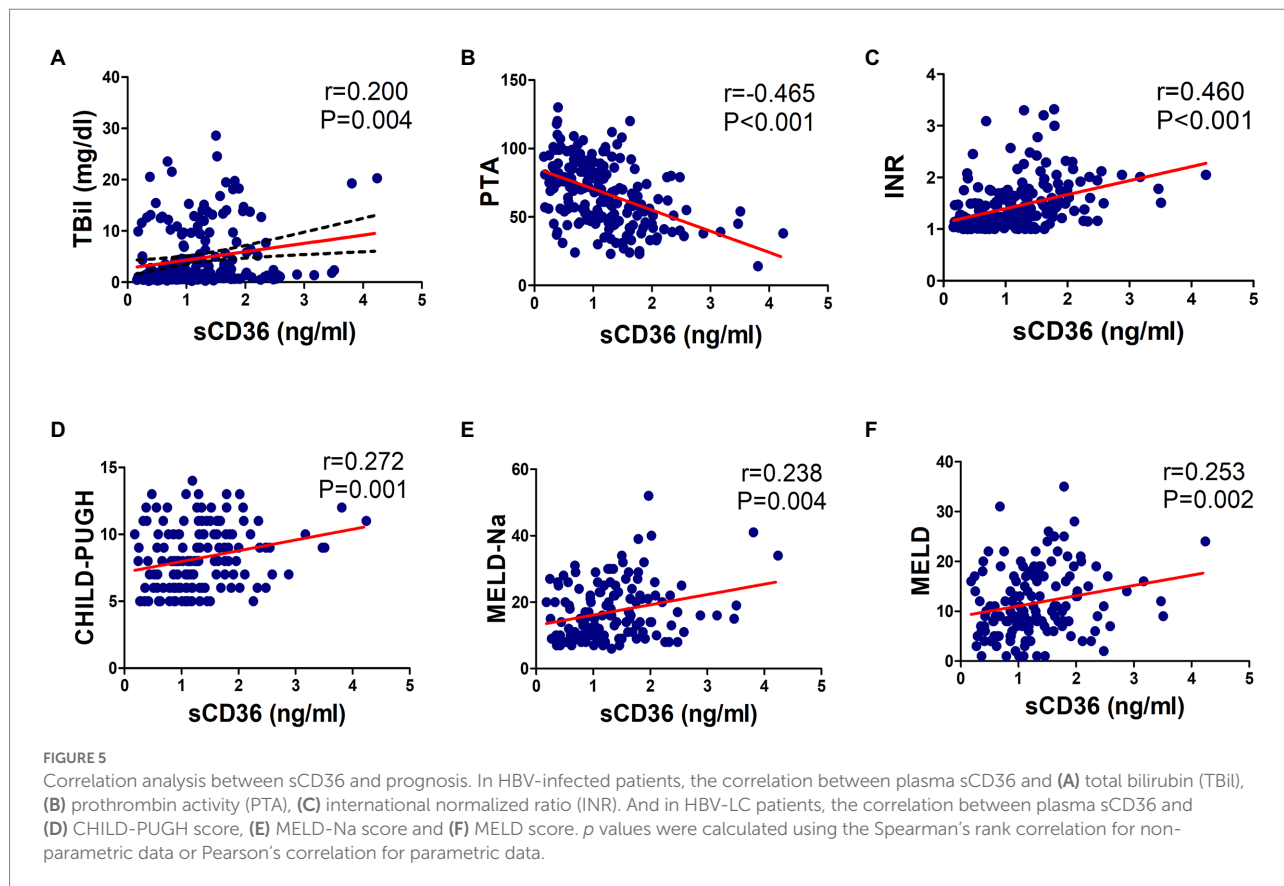 A
r=0.200
P=0.004
TBil (mg/dl)
40
30
20
10
0
0 1 2 3 4 5
sCD36 (ng/ml)
B
r=-0.465
P<0.001
PTA
150
100
50
0
0 1 2 3 4 5
sCD36 (ng/ml)
C
r=0.460
P<0.001
INR
4
3
2
1
0 1 2 3 4 5
sCD36 (ng/ml)
D
r=0.272
P=0.001
CHILD-PUGH
15
10
5
0
0 1 2 3 4 5
sCD36 (ng/ml)
E
r=0.238
P=0.004
MELD-Na
60
40
20
0
0 1 2 3 4 5
sCD36 (ng/ml)
F
r=0.253
P=0.002
MELD
40
30
20
10
0
0 1 2 3 4 5
sCD36 (ng/ml)
FIGURE 5
Correlation analysis between sCD36 and prognosis. In HBV-infected patients, the correlation between plasma sCD36 and (A) total bilirubin (TBil),
(B) prothrombin activity (PTA), (C) international normalized ratio (INR). And in HBV-LC patients, the correlation between plasma sCD36 and
(D) CHILD-PUGH score, (E) MELD-Na score and (F) MELD score. p values were calculated using the Spearman's rank correlation for non-
parametric data or Pearson's correlation for parametric data.